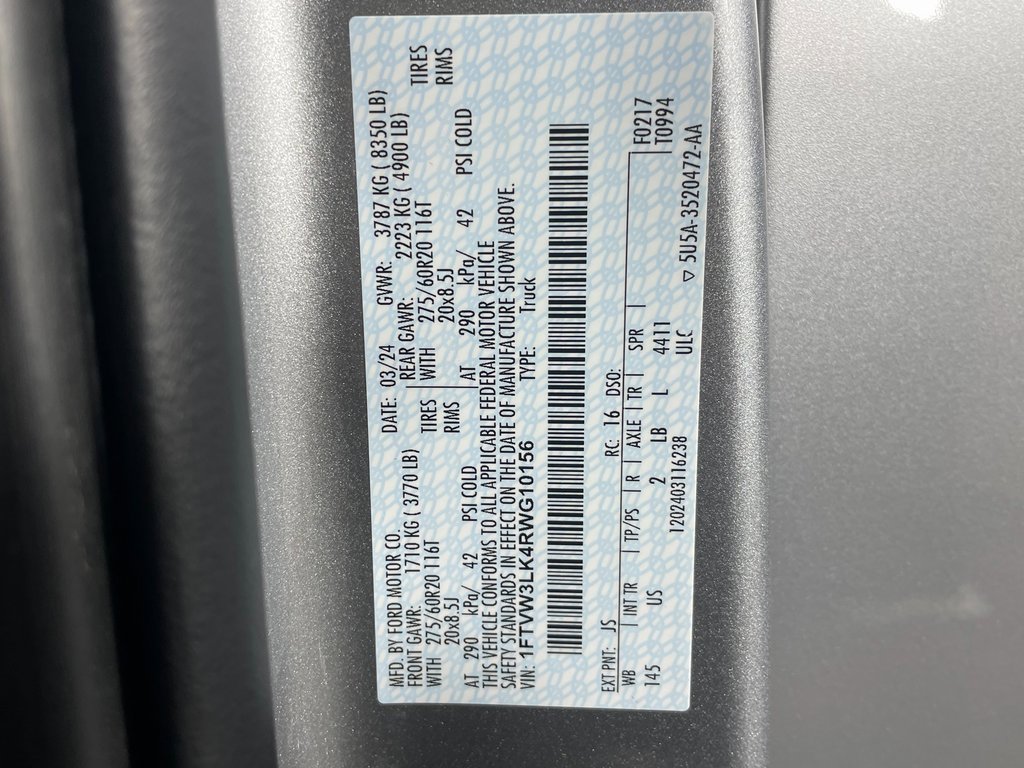 MFD. BY FORD MOTOR CO. DATE: 03/24 GVWR: 3787 KG ( 8350 LB)
FRONT GAWR: 1710 KG ( 3770 LB) REAR GAWR: 2223 KG ( 4900 LB)
WITH 275/60R20 116T TIRES WITH 275/60R20 116T TIRES
20x8.5J RIMS 20x8.5J RIMS
AT 290 kPa/ 42 PSI COLD AT 290 kPa/ 42 PSI COLD
THIS VEHICLE CONFORMS TO ALL APPLICABLE FEDERAL MOTOR VEHICLE
SAFETY STANDARDS IN EFFECT ON THE DATE OF MANUFACTURE SHOWN ABOVE.
VIN: 1FTVW3LK4RWG10156 TYPE: Truck
EXT PNT: JS RC: 16 DSO: F0217
WB INT TR TP/PS R AXLE TR SPR T0994
145 US 2 LB L 4411
1202403116238 ULC ▽ 5U5A-3520472-AA